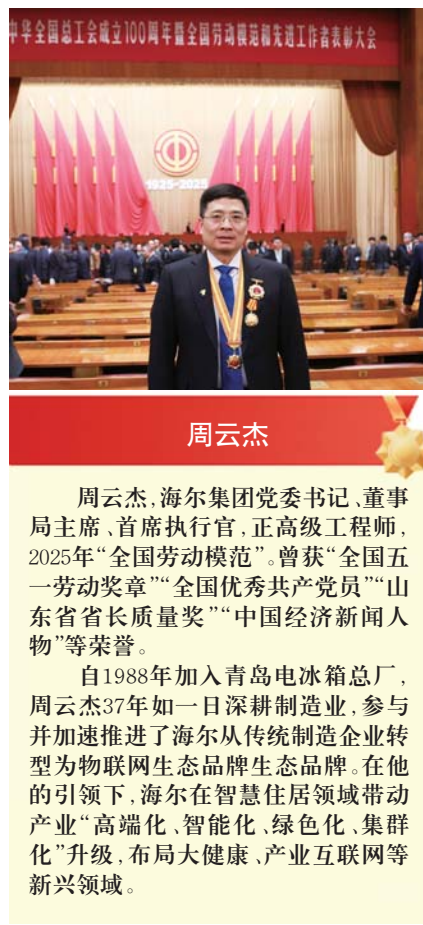 中华全国总工会成立100周年暨全国劳动模范和先进工作者表彰大会
1925-2025
周云杰
周云杰,海尔集团党委书记、董事
局主席、首席执行官,正高级工程师,
2025年“全国劳动模范”。曾获“全国五
一劳动奖章”“全国优秀共产党员”“山
东省省长质量奖”“中国经济新闻人
物”等荣誉。
自1988年加入青岛电冰箱总厂,
周云杰37年如一日深耕制造业,参与
并加速推进了海尔从传统制造企业转
型为物联网生态品牌生态品牌。在他
的引领下,海尔在智慧住居领域带动
产业“高端化、智能化、绿色化、集群
化”升级,布局大健康、产业互联网等
新兴领域。